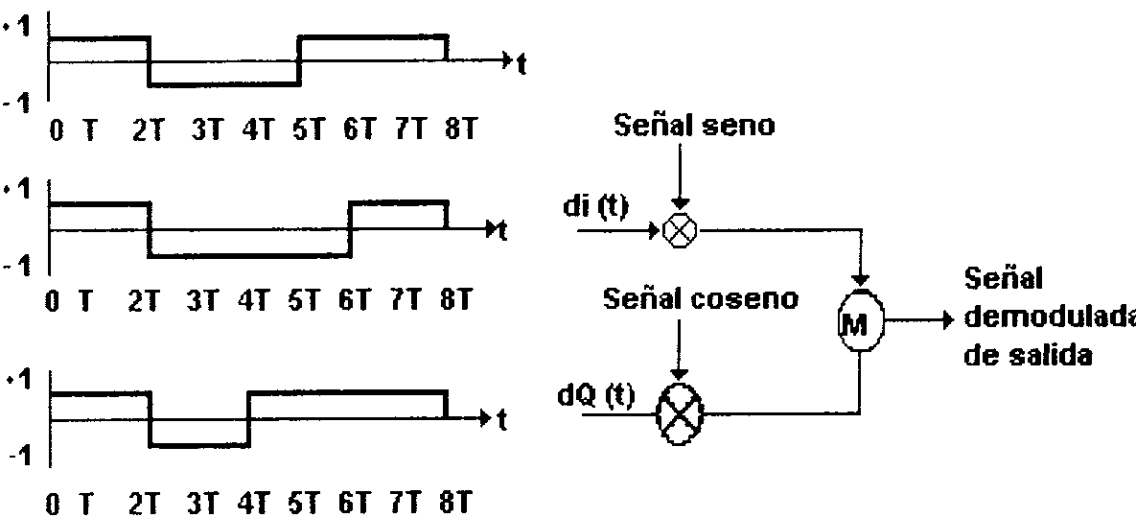 +1
t
-1
0 T 2T 3T 4T 5T 6T 7T 8T
+1
t
-1
0 T 2T 3T 4T 5T 6T 7T 8T
+1
t
-1
0 T 2T 3T 4T 5T 6T 7T 8T
Señal seno
di (t)
Señal coseno
dQ (t)
M
Señal
demodulada
de salida